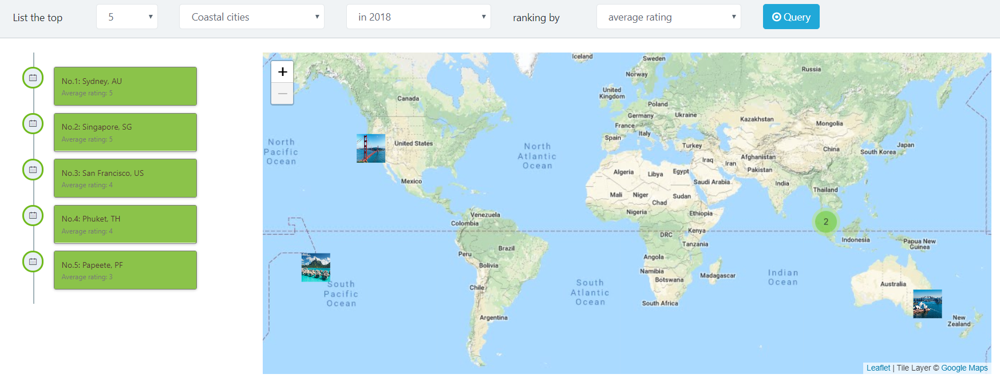 List the top 5 Coastal cities in 2018 ranking by average rating Query
No.1: Sydney, AU
Average rating: 5
No.2: Singapore, SG
Average rating: 5
No.3: San Francisco, US
Average rating: 4
No.4: Phuket, TH
Average rating: 4
No.5: Papeete, PF
Average rating: 3
+
−
Iceland
Sweden
Norway
Russia
United
Kingdom
Canada
Poland
Germany
Ukraine
Kazakhstan
Mongolia
France
Italy
Spain
Turkey
United States
North
Pacific
Ocean
North
Atlantic
Ocean
China
Japan
South Korea
Afghanistan
Iraq
Iran
Pakistan
Algeria
Libya
Egypt
Saudi Arabia
India
Mexico
Thailand
Mali
Niger
Sudan
Chad
Nigeria
Ethiopia
Venezuela
Colombia
2
DRC
Kenya
Tanzania
Indonesia
Papua New
Guinea
Brazil
Peru
Angola
Bolivia
Namibia
Botswana
Madagascar
Indian
Ocean
Australia
South
Pacific
Ocean
South
Atlantic
Ocean
Chile
South Africa
Argentina
New
Zealand
Leaflet | Tile Layer © Google Maps